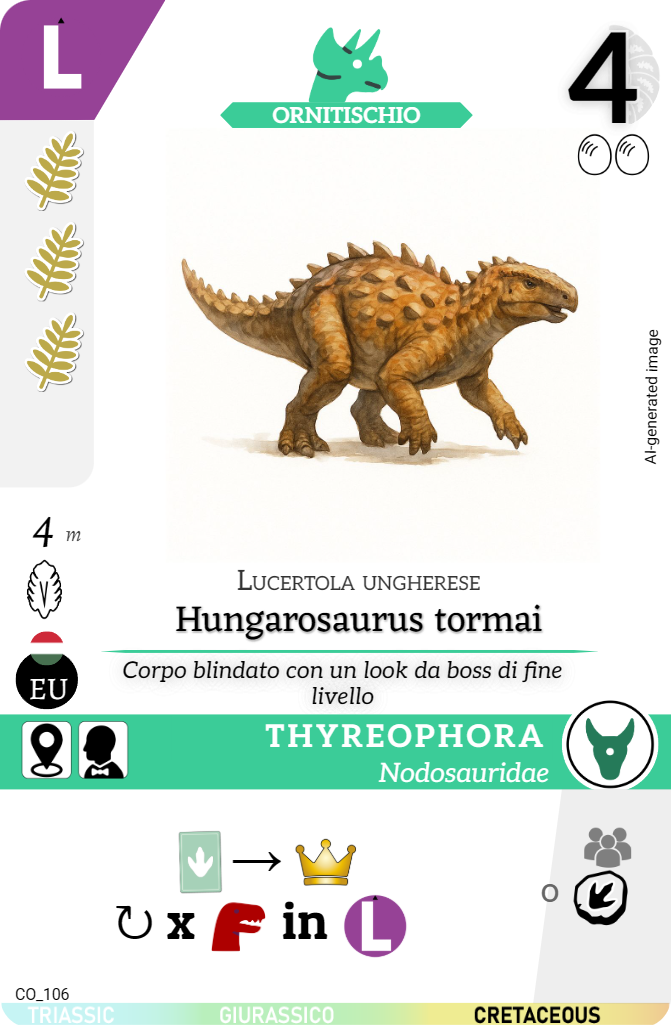 L
4
ORNITISCHIO
AI-generated image
4 m
Lucertola ungherese
Hungarosaurus tormai
EU
Corpo blindato con un look da boss di fine
livello
THYREOPHORA
Nodosauridae
x in L
O
CO_106
TRIASSIC GIURASSICO CRETACEOUS